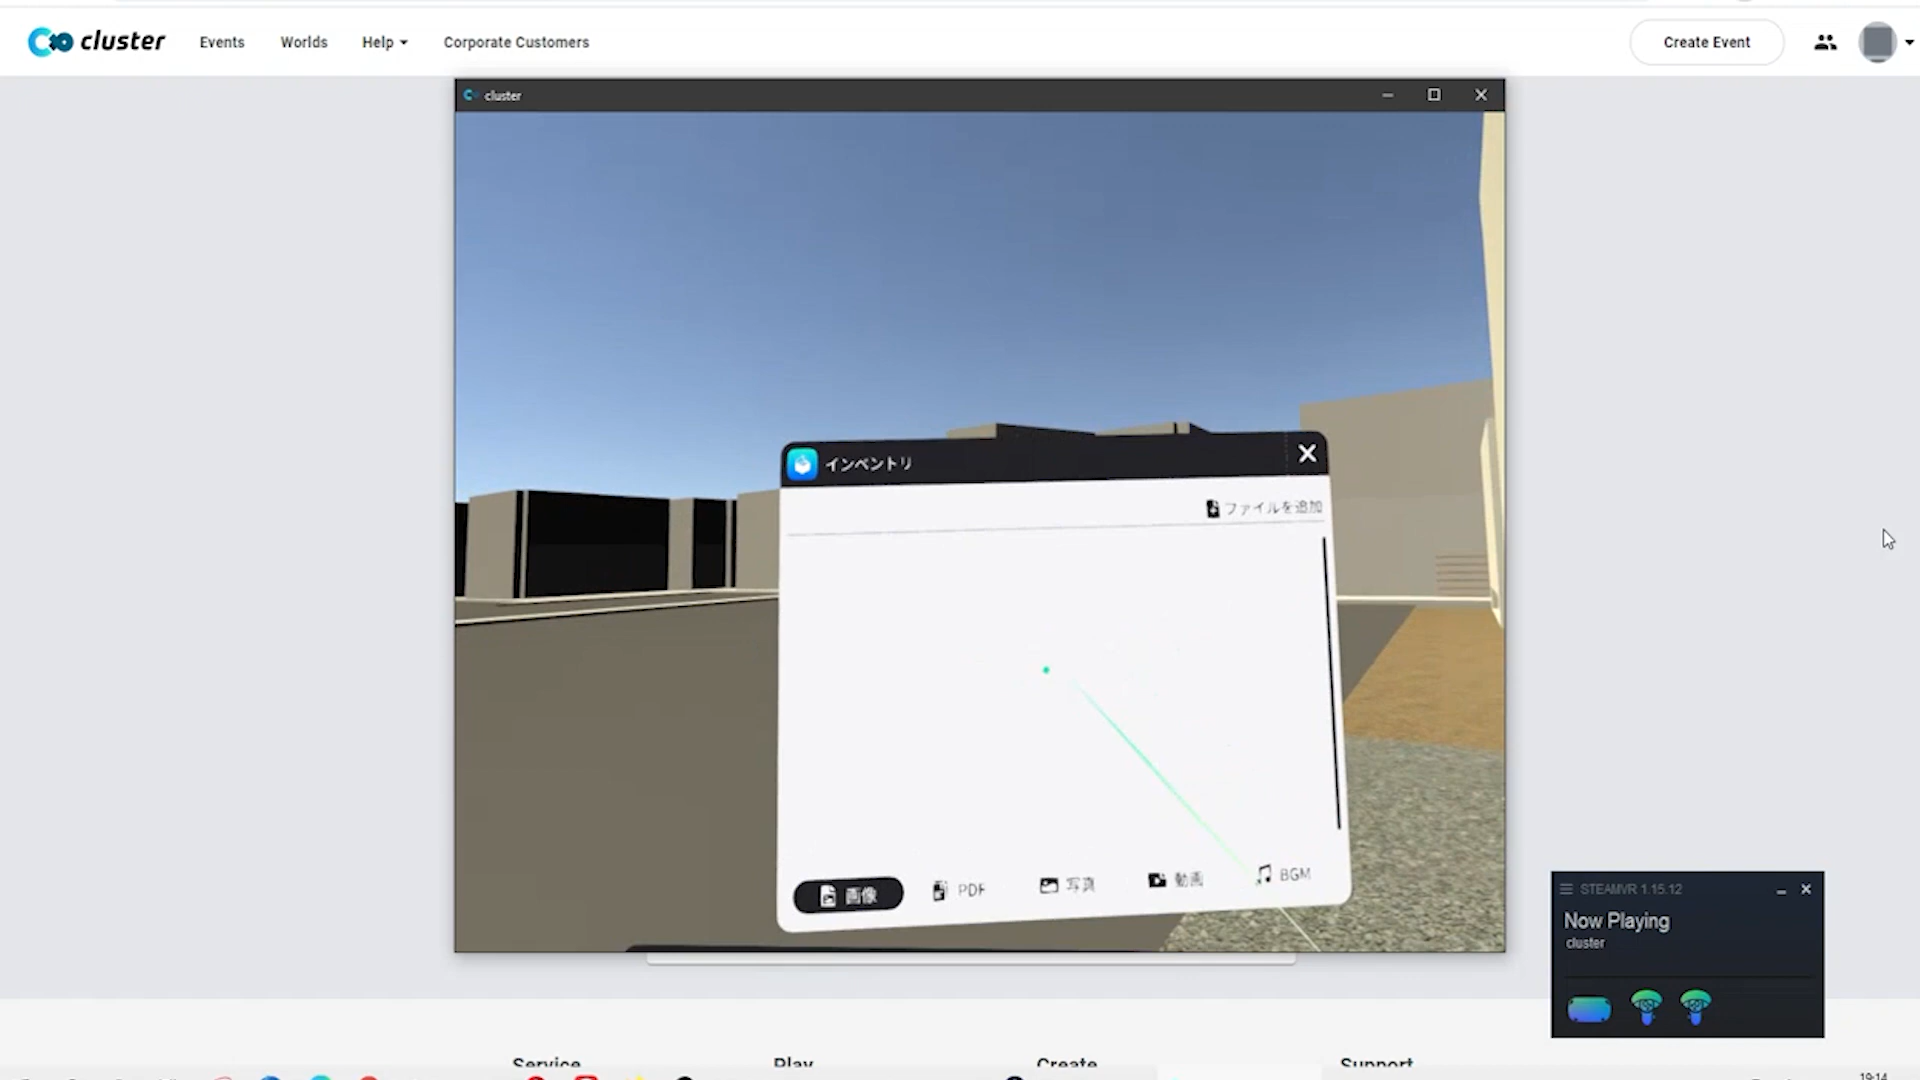 cluster
Events
Worlds
Help
Corporate Customers
Create Event
cluster
インベントリ
ファイルを追加
画像
PDF
写真
動画
BGM
STEAMVR 1.15.12
Now Playing
cluster
Service
Play
Create
Support
19:14